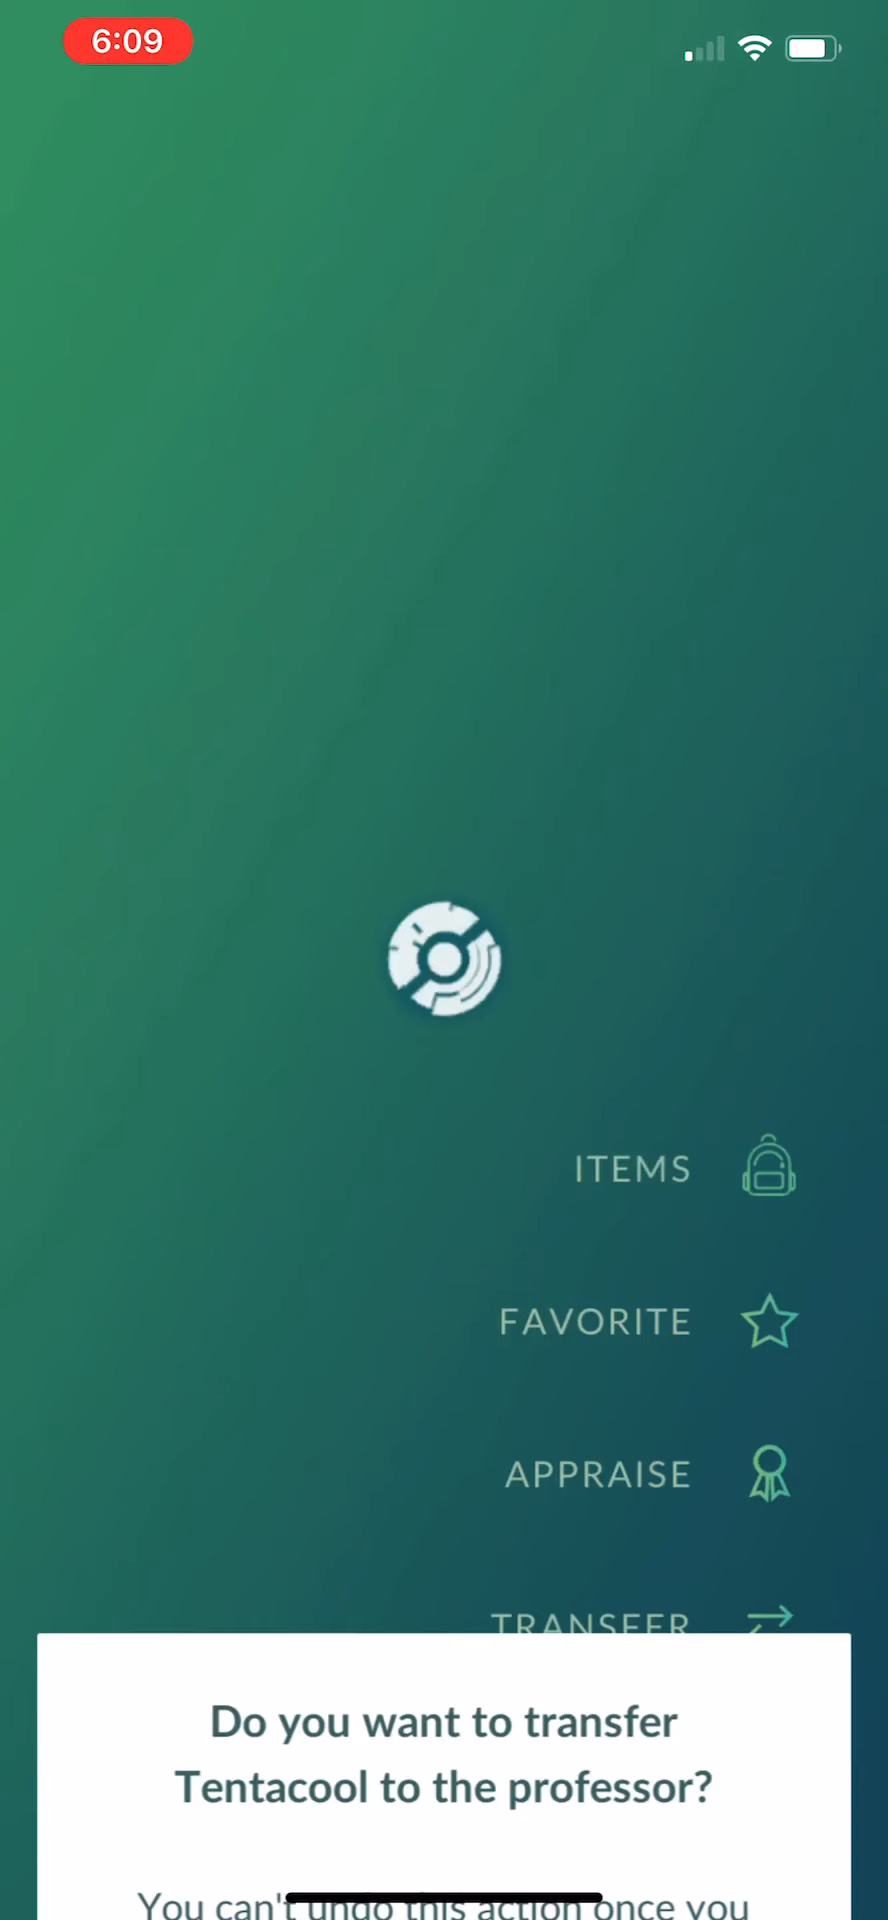 6:09
ITEMS
FAVORITE
APPRAISE
TRANSFER
Do you want to transfer
Tentacool to the professor?
You can't undo this action once you